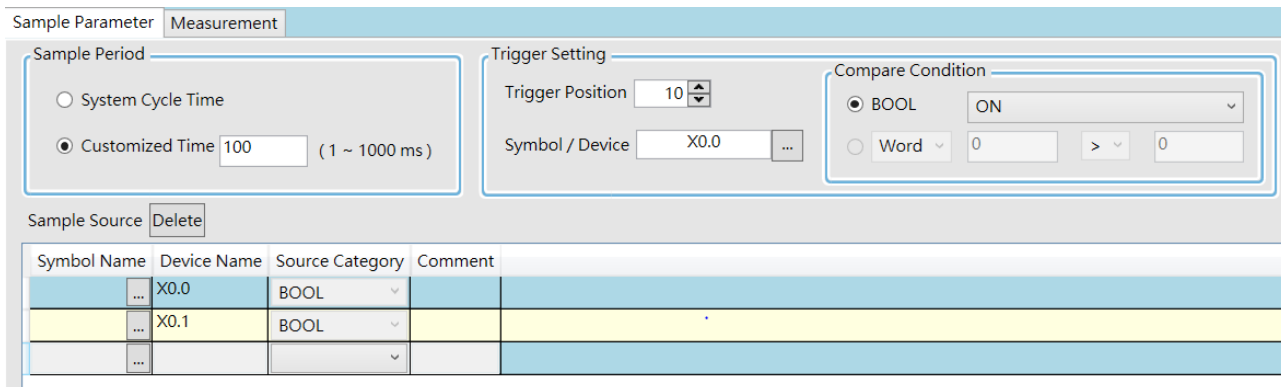 Sample Parameter Measurement
Sample Period
System Cycle Time
Customized Time 100 ( 1 ~ 1000 ms )
Trigger Setting
Trigger Position 10
Symbol / Device X0.0 ...
Compare Condition
BOOL ON
Word 0 > 0
Sample Source Delete
Symbol Name Device Name Source Category Comment
... X0.0 BOOL
... X0.1 BOOL
...